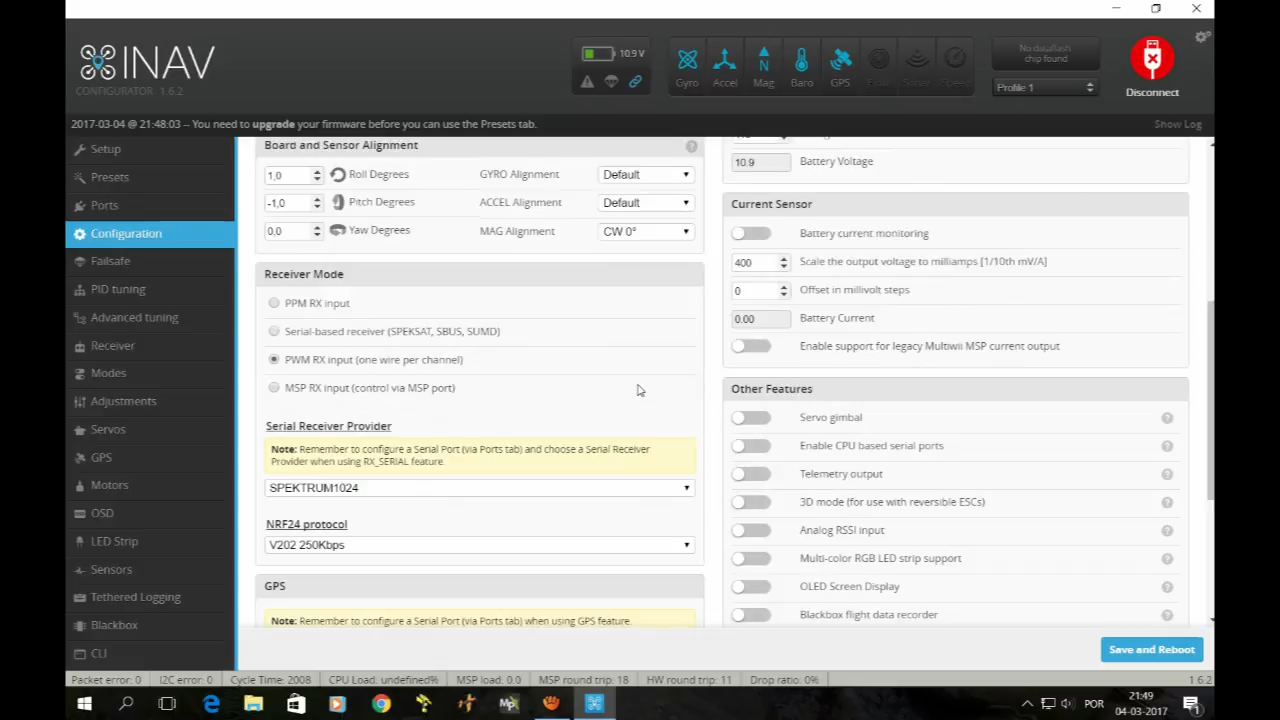 INAV
CONFIGURATOR 1.6.2
10.9 V
Gyro
Accel
Mag
Baro
GPS
Flow
Sonar
Speed
No dataflash
chip found
Profile 1
Disconnect
2017-03-04 @ 21:48:03 -- You need to upgrade your firmware before you can use the Presets tab.
Show Log
Setup
Presets
Ports
Configuration
Failsafe
PID tuning
Advanced tuning
Receiver
Modes
Adjustments
Servos
GPS
Motors
OSD
LED Strip
Sensors
Tethered Logging
Blackbox
CLI
Board and Sensor Alignment
1,0 Roll Degrees GYRO Alignment Default
-1,0 Pitch Degrees ACCEL Alignment Default
0,0 Yaw Degrees MAG Alignment CW 0°
Receiver Mode
PPM RX input
Serial-based receiver (SPEKSAT, SBUS, SUMD)
PWM RX input (one wire per channel)
MSP RX input (control via MSP port)
Serial Receiver Provider
Note: Remember to configure a Serial Port (via Ports tab) and choose a Serial Receiver
Provider when using RX_SERIAL feature.
SPEKTRUM1024
NRF24 protocol
V202 250Kbps
GPS
Note: Remember to configure a Serial Port (via Ports tab) when using GPS feature.
10.9 Battery Voltage
Current Sensor
Battery current monitoring
400 Scale the output voltage to milliamps [1/10th mV/A]
0 Offset in millivolt steps
0.00 Battery Current
Enable support for legacy Multiwii MSP current output
Other Features
Servo gimbal
Enable CPU based serial ports
Telemetry output
3D mode (for use with reversible ESCs)
Analog RSSI input
Multi-color RGB LED strip support
OLED Screen Display
Blackbox flight data recorder
Save and Reboot
Packet error: 0 I2C error: 0 Cycle Time: 2008 CPU Load: undefined% MSP load: 0.0 MSP round trip: 18 HW round trip: 11 Drop ratio: 0% 1.6.2
POR
21:49
04-03-2017
1